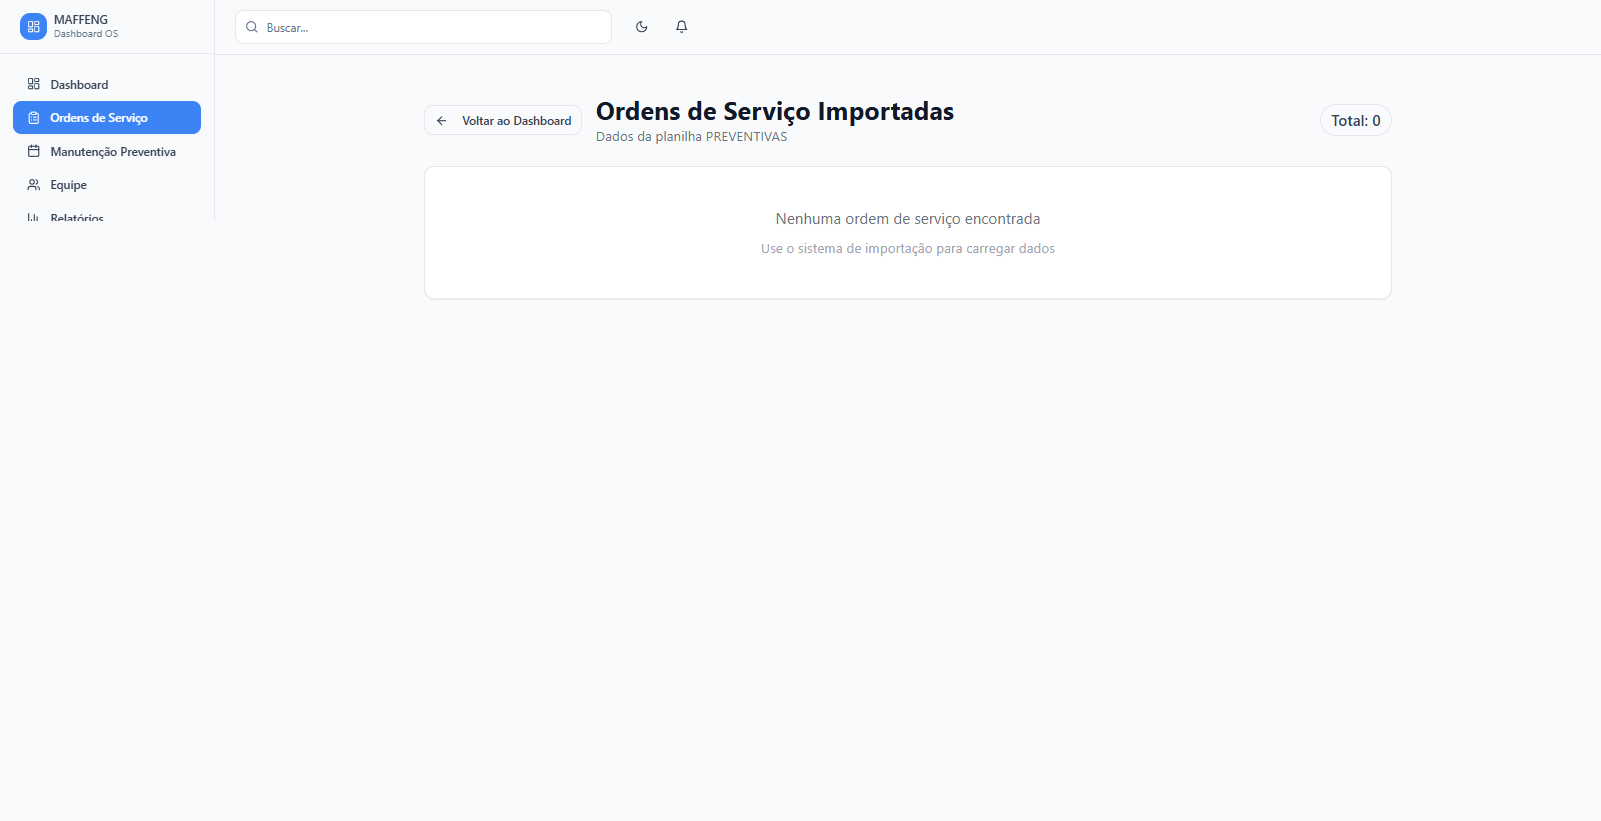 MAFFENG
Dashboard OS
Buscar...
Dashboard
Ordens de Serviço
Manutenção Preventiva
Equipe
Relatórios
Voltar ao Dashboard
Ordens de Serviço Importadas
Dados da planilha PREVENTIVAS
Total: 0
Nenhuma ordem de serviço encontrada
Use o sistema de importação para carregar dados